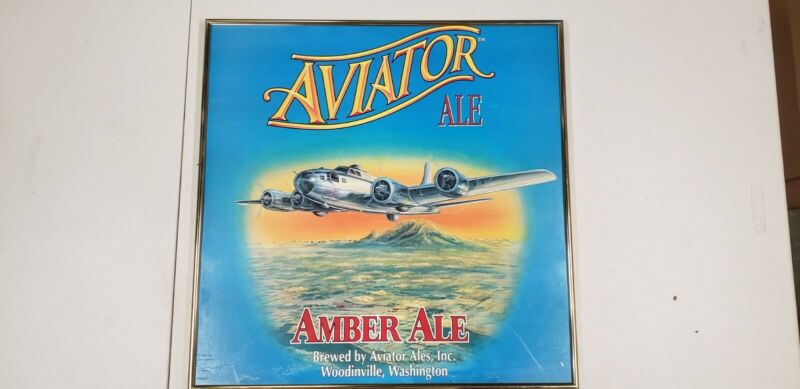 AVIATOR™
ALE
AMBER ALE
Brewed by Aviator Ales, Inc.
Woodinville, Washington